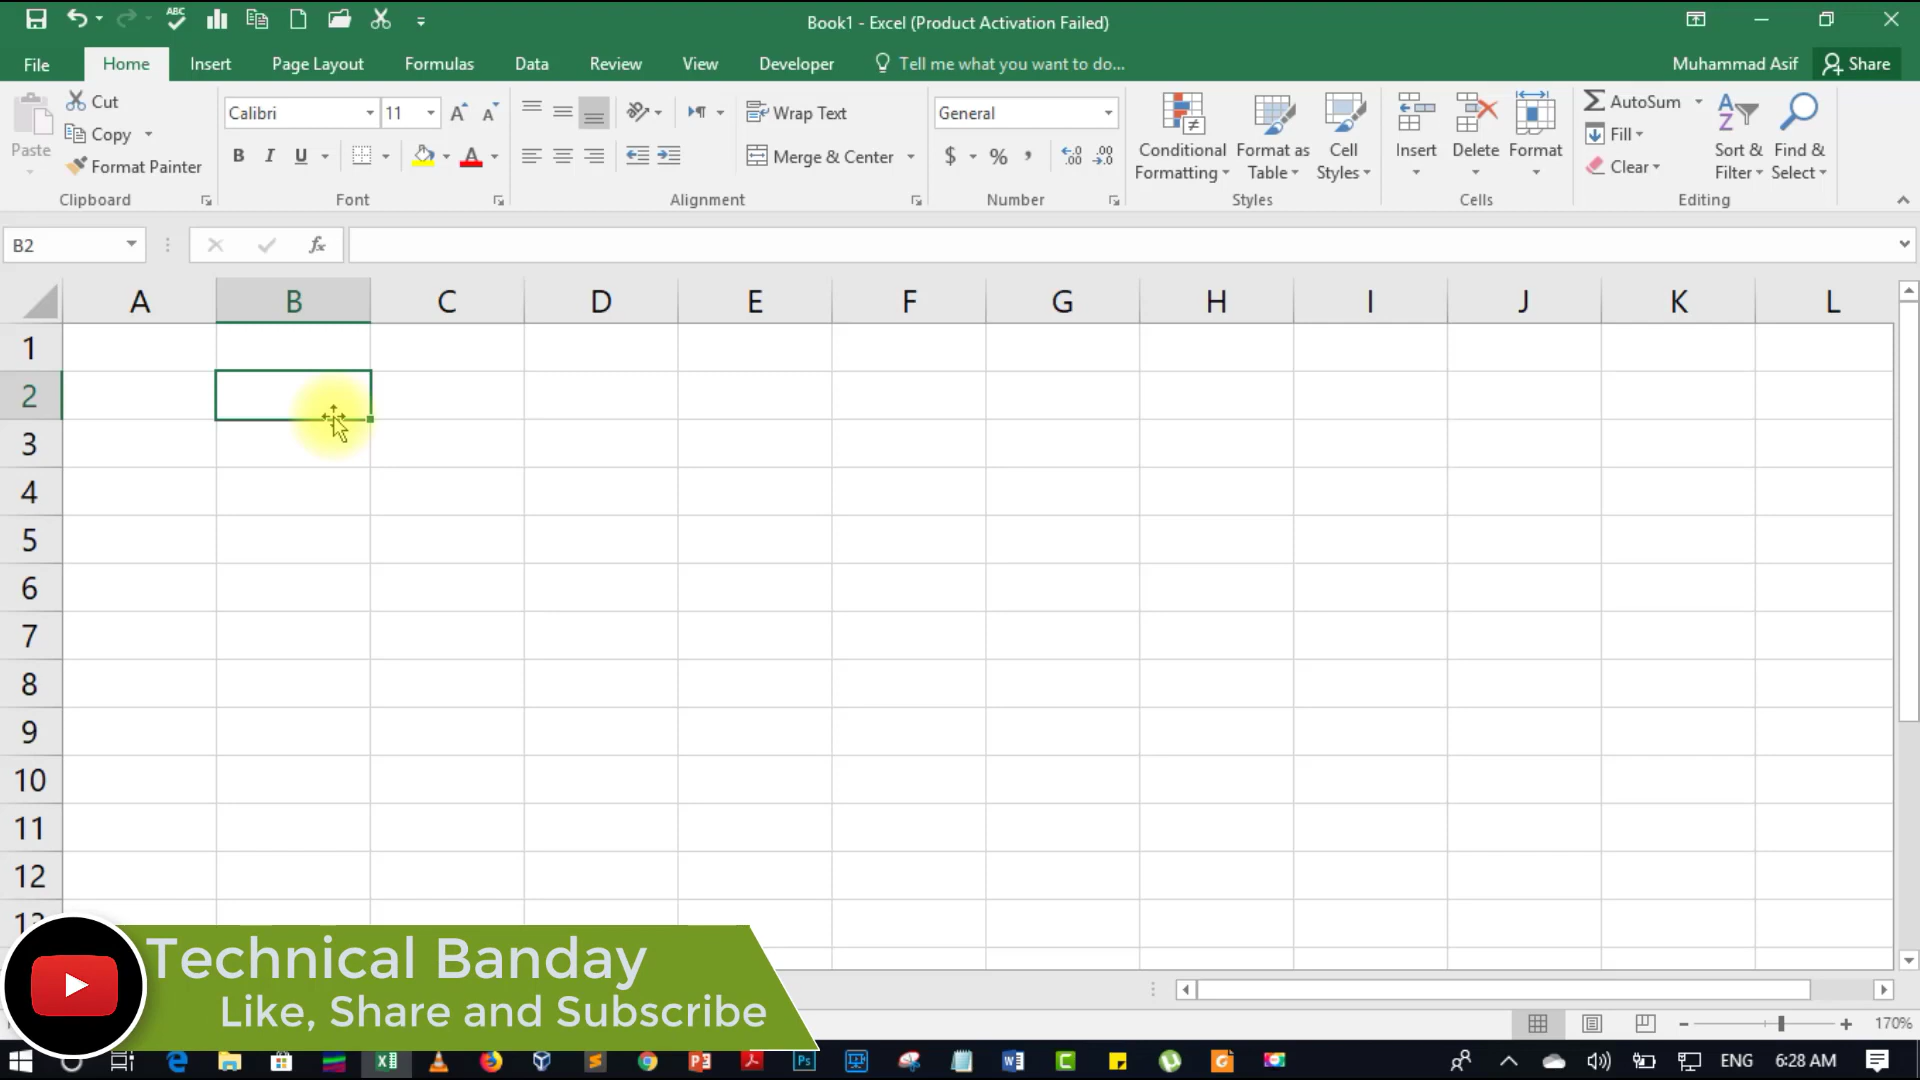 Book1 - Excel (Product Activation Failed)
File Home Insert Page Layout Formulas Data Review View Developer Tell me what you want to do... Muhammad Asif Share
Paste
Cut
Copy
Format Painter
Clipboard
Calibri 11
B I U A
Font
Wrap Text
Merge & Center
Alignment
General
$ % ,
Number
Conditional Formatting
Format as Table
Cell Styles
Styles
Insert Delete Format
Cells
AutoSum
Fill
Clear
Sort & Filter
Find & Select
Editing
B2 fx
A B C D E F G H I J K L
1
2
3
4
5
6
7
8
9
10
11
12
Technical Banday
Like, Share and Subscribe
170%
ENG 6:28 AM